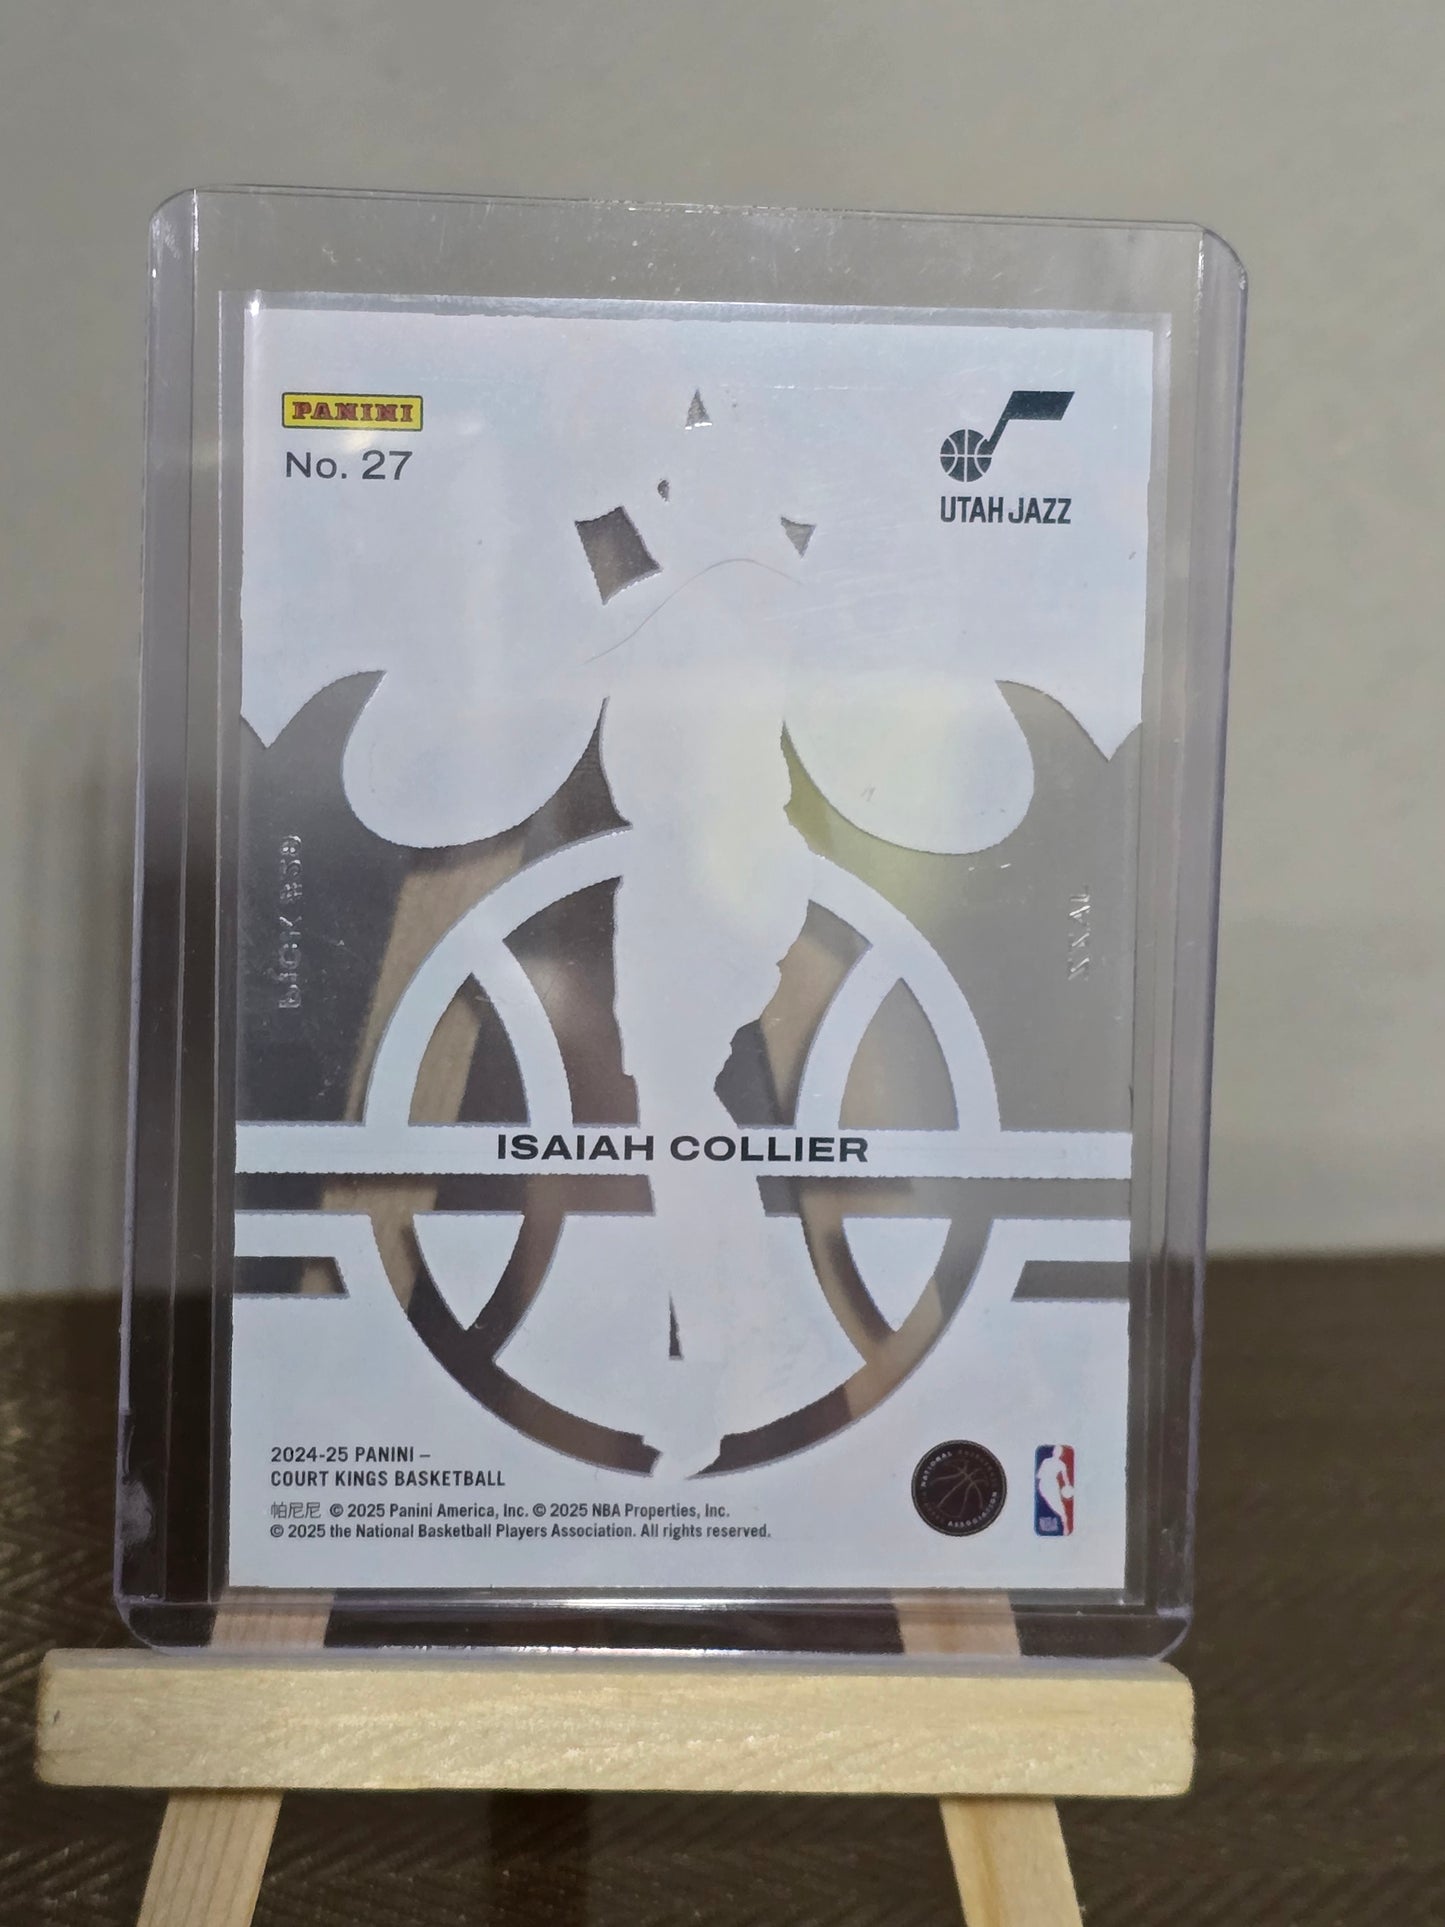 PANINI
No. 27
UTAH JAZZ
ISAIAH COLLIER
2024-25 PANINI –
COURT KINGS BASKETBALL
帕尼尼 © 2025 Panini America, Inc. © 2025 NBA Properties, Inc.
© 2025 the National Basketball Players Association. All rights reserved.
NBA